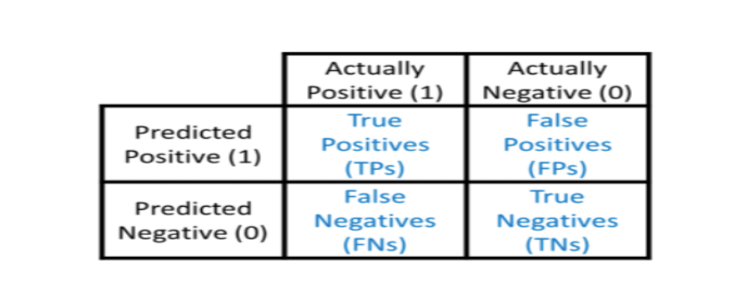 Actually
Positive (1)
Actually
Negative (0)
Predicted
Positive (1)
True
Positives
(TPs)
False
Positives
(FPs)
Predicted
Negative (0)
False
Negatives
(FNs)
True
Negatives
(TNs)